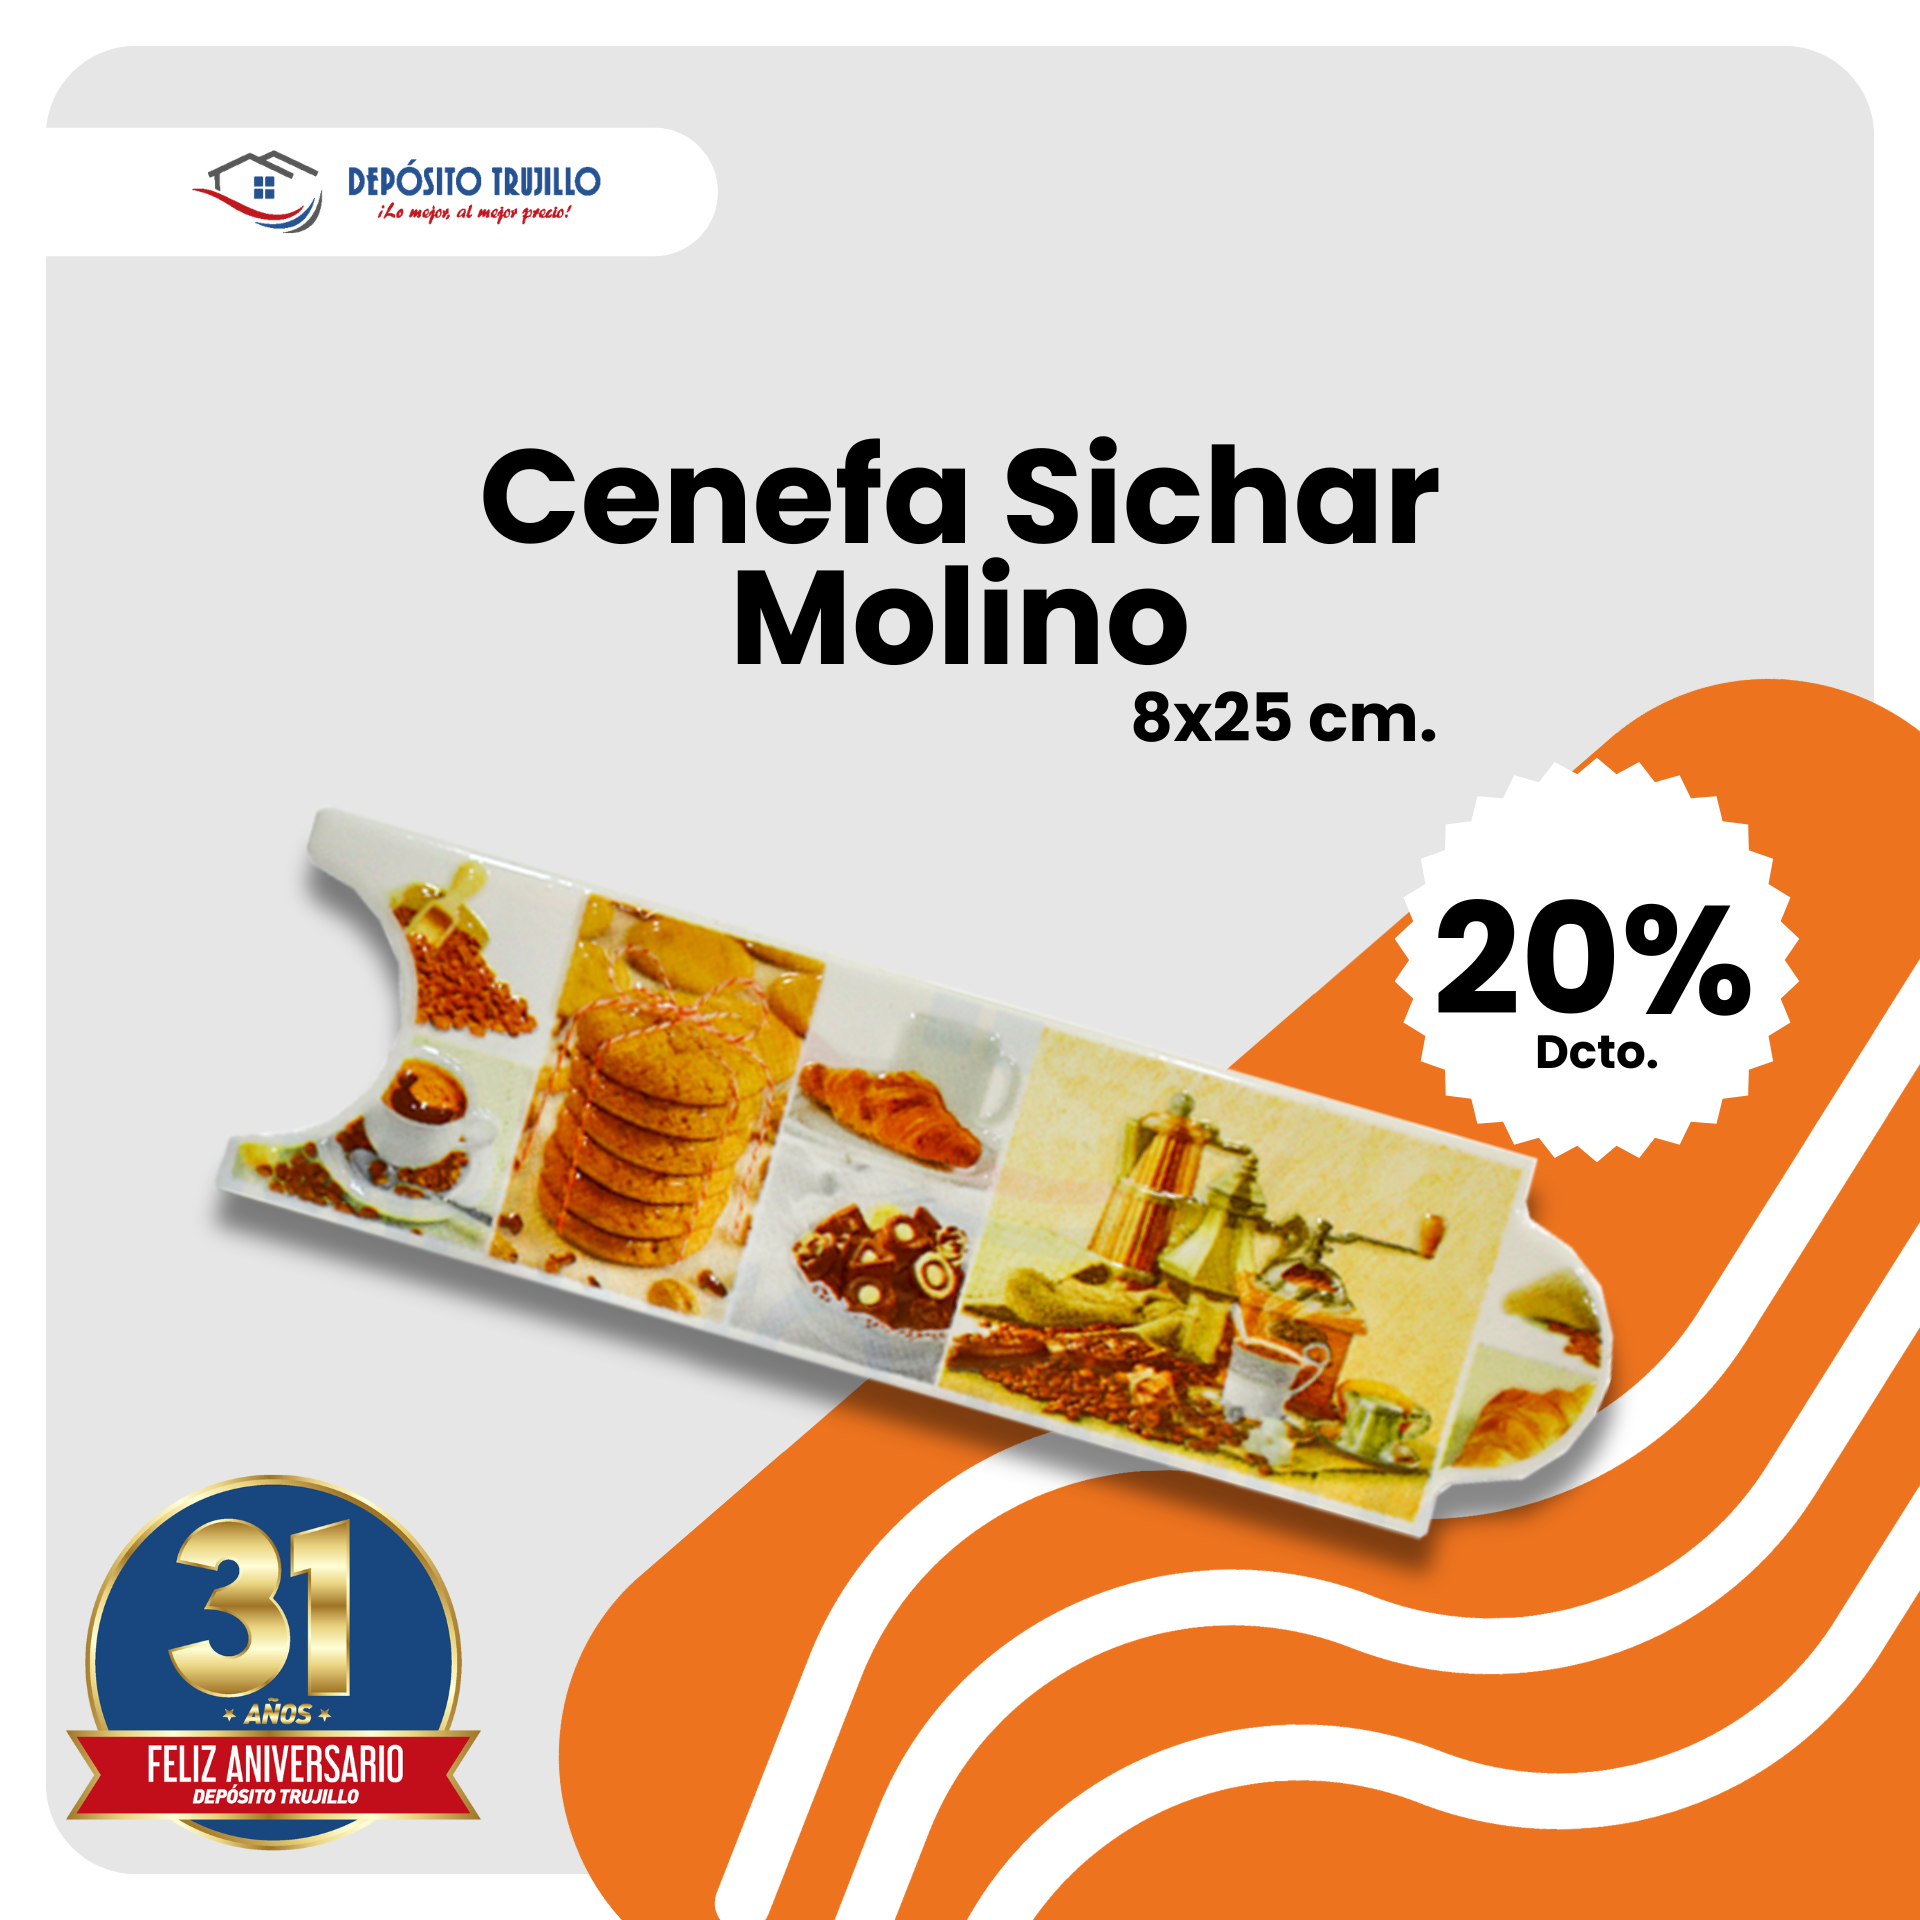 DEPÓSITO TRUJILLO
¡Lo mejor, al mejor precio!
Cenefa Sichar
Molino
8x25 cm.
20%
Dcto.
31
AÑOS
FELIZ ANIVERSARIO
DEPÓSITO TRUJILLO